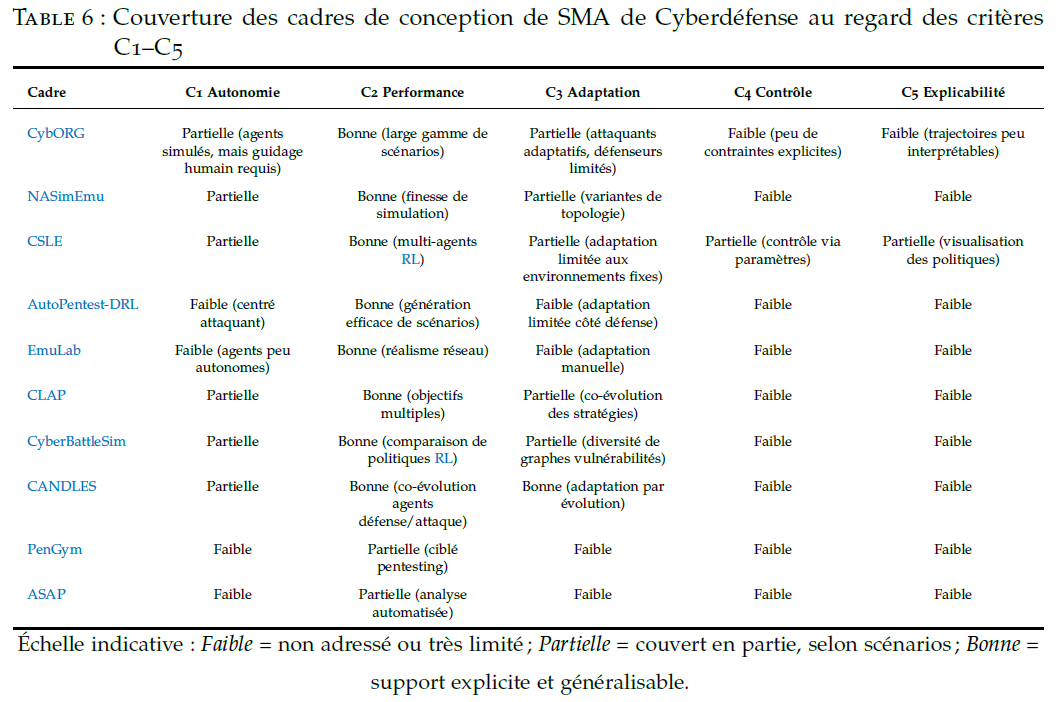 TABLE 6 : Couverture des cadres de conception de SMA de Cyberdéfense au regard des critères
C1–C5
Cadre C1 Autonomie C2 Performance C3 Adaptation C4 Contrôle C5 Explicabilité
CybORG Partielle (agents Bonne (large gamme de Partielle (attaquants Faible (peu de Faible (trajectoires peu
simulés, mais guidage scénarios) adaptatifs, défenseurs contraintes explicites) interprétables)
humain requis) limités)
NASimEmu Partielle Bonne (finesse de Partielle (variantes de Faible Faible
simulation) topologie)
CSLE Partielle Bonne (multi-agents Partielle (adaptation Partielle (contrôle via Partielle (visualisation
RL) limitée aux paramètres) des politiques)
environnements fixes)
AutoPentest-DRL Faible (centré Bonne (génération Faible (adaptation Faible Faible
attaquant) efficace de scénarios) limitée côté défense)
EmuLab Faible (agents peu Bonne (réalisme réseau) Faible (adaptation Faible Faible
autonomes) manuelle)
CLAP Partielle Bonne (objectifs Partielle (co-évolution Faible Faible
multiples) des stratégies)
CyberBattleSim Partielle Bonne (comparaison de Partielle (diversité de Faible Faible
politiques RL) graphes vulnérabilités)
CANDLES Partielle Bonne (co-évolution Bonne (adaptation par Faible Faible
agents évolution)
défense/attaque)
PenGym Faible Partielle (ciblé Faible Faible Faible
pentesting)
ASAP Faible Partielle (analyse Faible Faible Faible
automatisée)
Échelle indicative : Faible = non adressé ou très limité ; Partielle = couvert en partie, selon scénarios ; Bonne =
support explicite et généralisable.